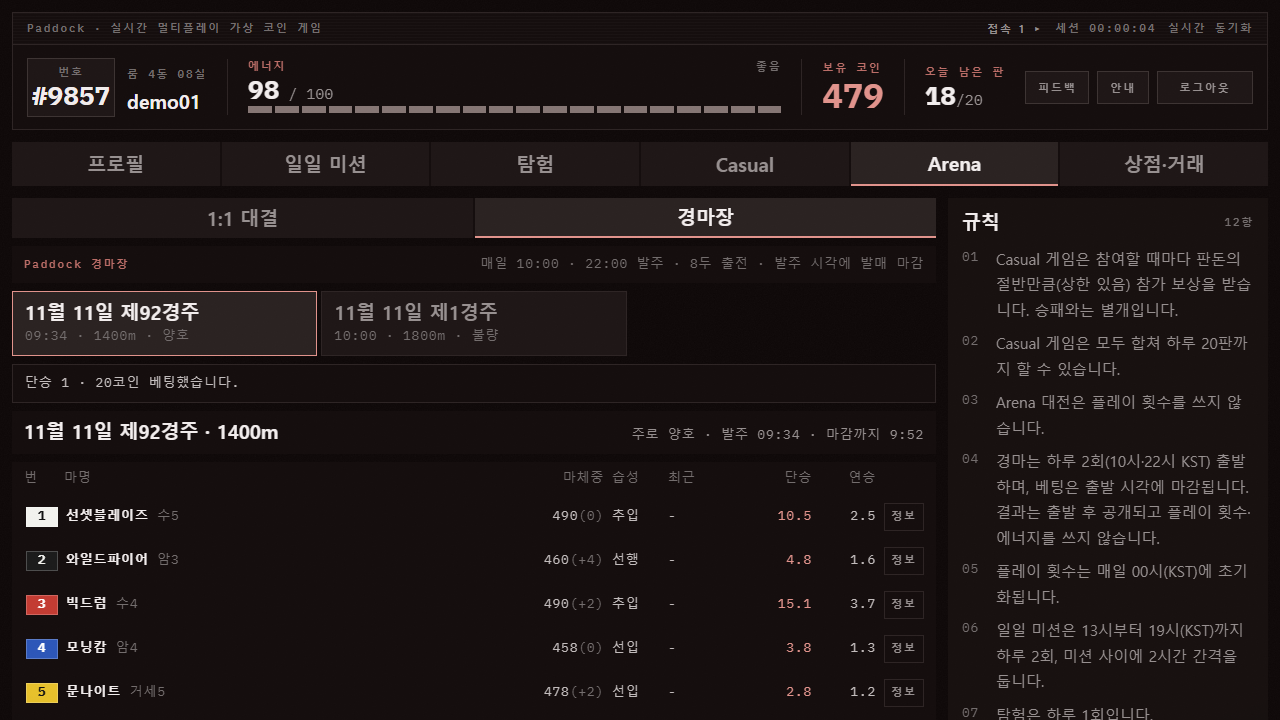 Paddock · 실시간 멀티플레이 가상 코인 게임
접속 1 ▸ 세션 00:00:04 실시간 동기화
번호
#9857
룸 4동 08실
demo01
에너지
좋음
98 / 100
보유 코인
479
오늘 남은 판
18/20
피드백
안내
로그아웃
프로필
일일 미션
탐험
Casual
Arena
상점·거래
1:1 대결
경마장
Paddock 경마장
매일 10:00 · 22:00 발주 · 8두 출전 · 발주 시각에 발매 마감
11월 11일 제92경주
09:34 · 1400m · 양호
11월 11일 제1경주
10:00 · 1800m · 불량
단승 1 · 20코인 베팅했습니다.
11월 11일 제92경주 · 1400m
주로 양호 · 발주 09:34 · 마감까지 9:52
번 마명 마체중 습성 최근 단승 연승
1 선셋블레이즈 수5 490(0) 추입 - 10.5 2.5 정보
2 와일드파이어 암3 460(+4) 선행 - 4.8 1.6 정보
3 빅드럼 수4 490(+2) 추입 - 15.1 3.7 정보
4 모닝캄 암4 458(0) 선입 - 3.8 1.3 정보
5 문나이트 거세5 478(+2) 선입 - 2.8 1.2 정보
규칙
12항
01 Casual 게임은 참여할 때마다 판돈의
절반만큼(상한 있음) 참가 보상을 받습
니다. 승패와는 별개입니다.
02 Casual 게임은 모두 합쳐 하루 20판까
지 할 수 있습니다.
03 Arena 대전은 플레이 횟수를 쓰지 않
습니다.
04 경마는 하루 2회(10시·22시 KST) 출발
하며, 베팅은 출발 시각에 마감됩니다.
결과는 출발 후 공개되고 플레이 횟수·
에너지를 쓰지 않습니다.
05 플레이 횟수는 매일 00시(KST)에 초기
화됩니다.
06 일일 미션은 13시부터 19시(KST)까지
하루 2회, 미션 사이에 2시간 간격을
둡니다.
07 탐험은 하루 1회입니다.